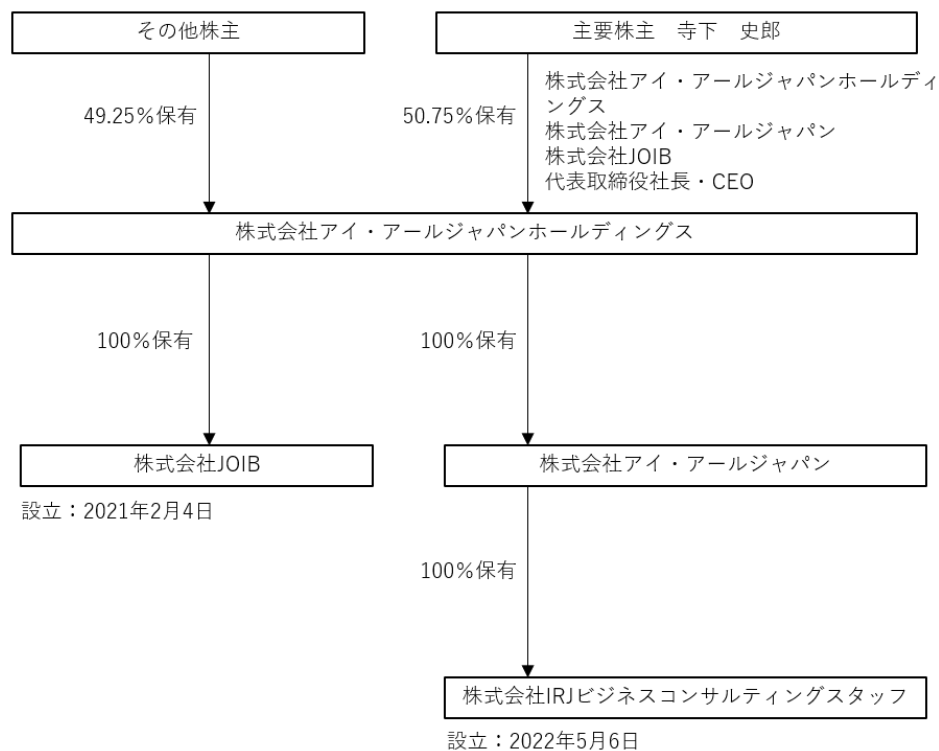 その他株主
主要株主　寺下　史郎
49.25％保有
50.75％保有
株式会社アイ・アールジャパンホールディ
ングス
株式会社アイ・アールジャパン
株式会社JOIB
代表取締役社長・CEO
株式会社アイ・アールジャパンホールディングス
100％保有
100％保有
株式会社JOIB
株式会社アイ・アールジャパン
設立：2021年2月4日
100％保有
株式会社IRJビジネスコンサルティングスタッフ
設立：2022年5月6日